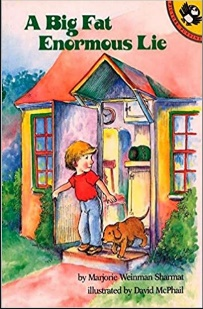 A Big Fat
Enormous Lie
by Marjorie Weinman Sharmat
illustrated by David McPhail